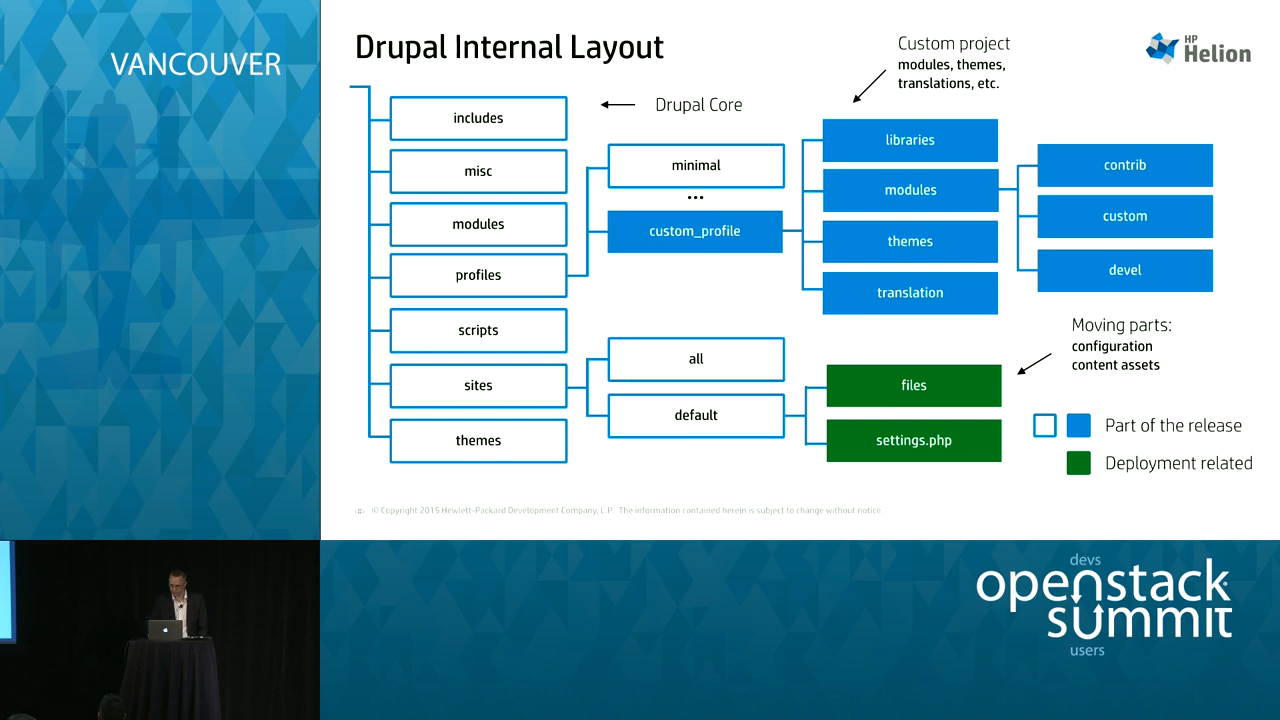 VANCOUVER
Drupal Internal Layout
HP
Helion
Custom project
modules, themes,
translations, etc.
Drupal Core
includes
misc
modules
profiles
scripts
sites
themes
minimal
...
custom_profile
all
default
libraries
modules
themes
translation
contrib
custom
devel
files
settings.php
Moving parts:
configuration
content assets
Part of the release
Deployment related
© Copyright 2015 Hewlett-Packard Development Company, L.P. The information contained herein is subject to change without notice.
devs
openstack
summit
users